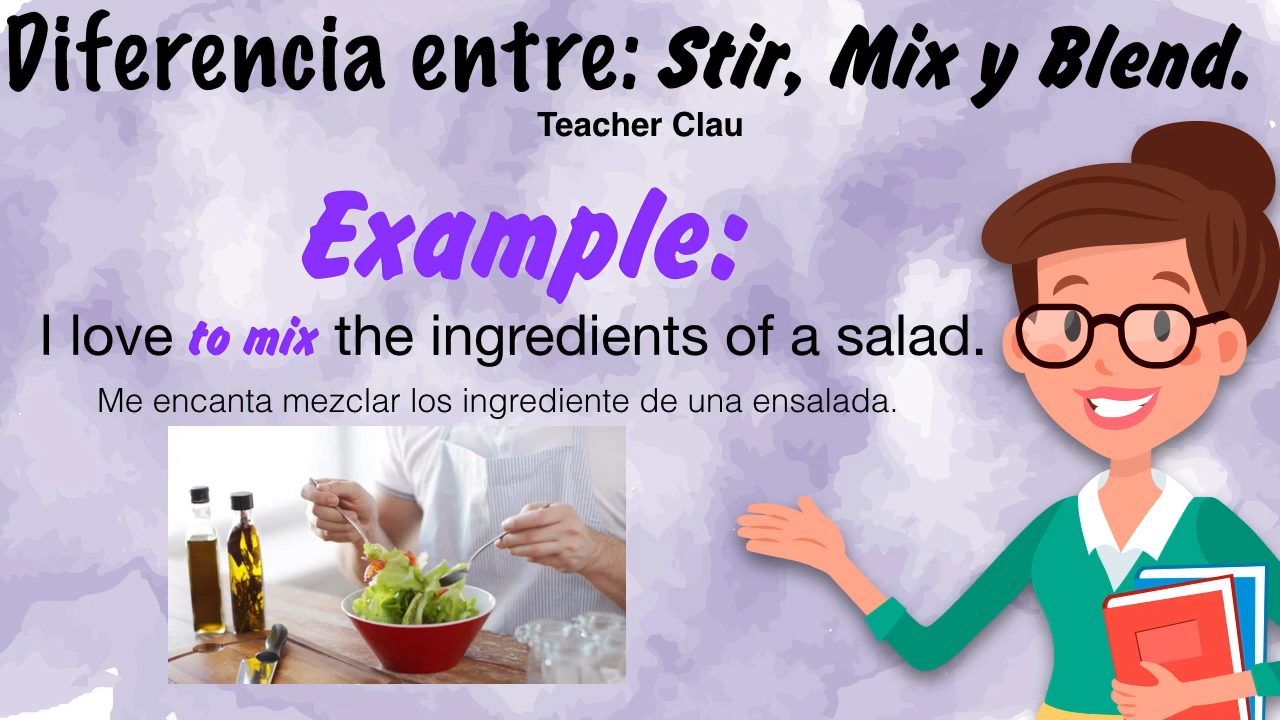 Diferencia entre: Stir, Mix y Blend.
Teacher Clau
Example:
I love to mix the ingredients of a salad.
Me encanta mezclar los ingrediente de una ensalada.